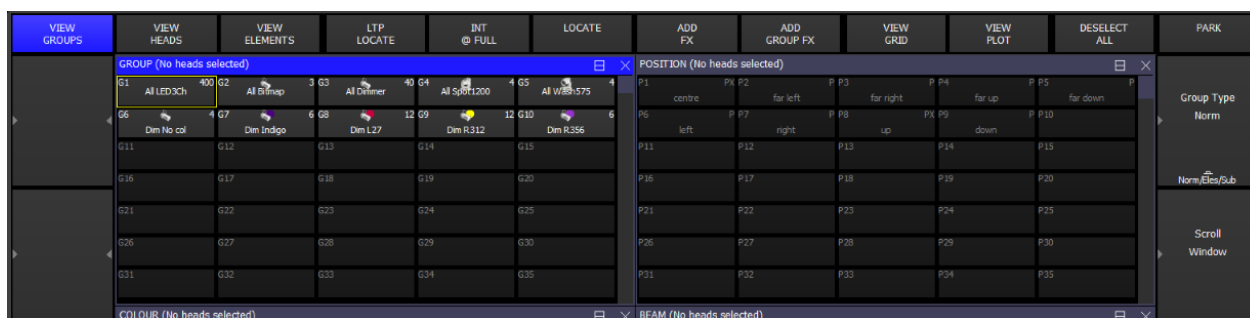 VIEW GROUPS
VIEW HEADS
VIEW ELEMENTS
LTP LOCATE
INT @ FULL
LOCATE
ADD FX
ADD GROUP FX
VIEW GRID
VIEW PLOT
DESELECT ALL
PARK
GROUP (No heads selected)
G1 400 G2 3 G3 40 G4 4 G5 4
All LED3Ch All Bitmap All Dimmer All Spot1200 All Wash575
G6 4 G7 6 G8 12 G9 12 G10 6
Dim No col Dim Indigo Dim L27 Dim R312 Dim R356
G11 G12 G13 G14 G15
G16 G17 G18 G19 G20
G21 G22 G23 G24 G25
G26 G27 G28 G29 G30
G31 G32 G33 G34 G35
POSITION (No heads selected)
P1 PX P2 P P3 P P4 P P5 P
centre far left far right far up far down
P6 P P7 P P8 PX P9 P P10
left right up down
P11 P12 P13 P14 P15
P16 P17 P18 P19 P20
P21 P22 P23 P24 P25
P26 P27 P28 P29 P30
P31 P32 P33 P34 P35
Group Type
Norm
Norm/Eles/Sub
Scroll
Window
COLOUR (No heads selected)
BEAM (No heads selected)